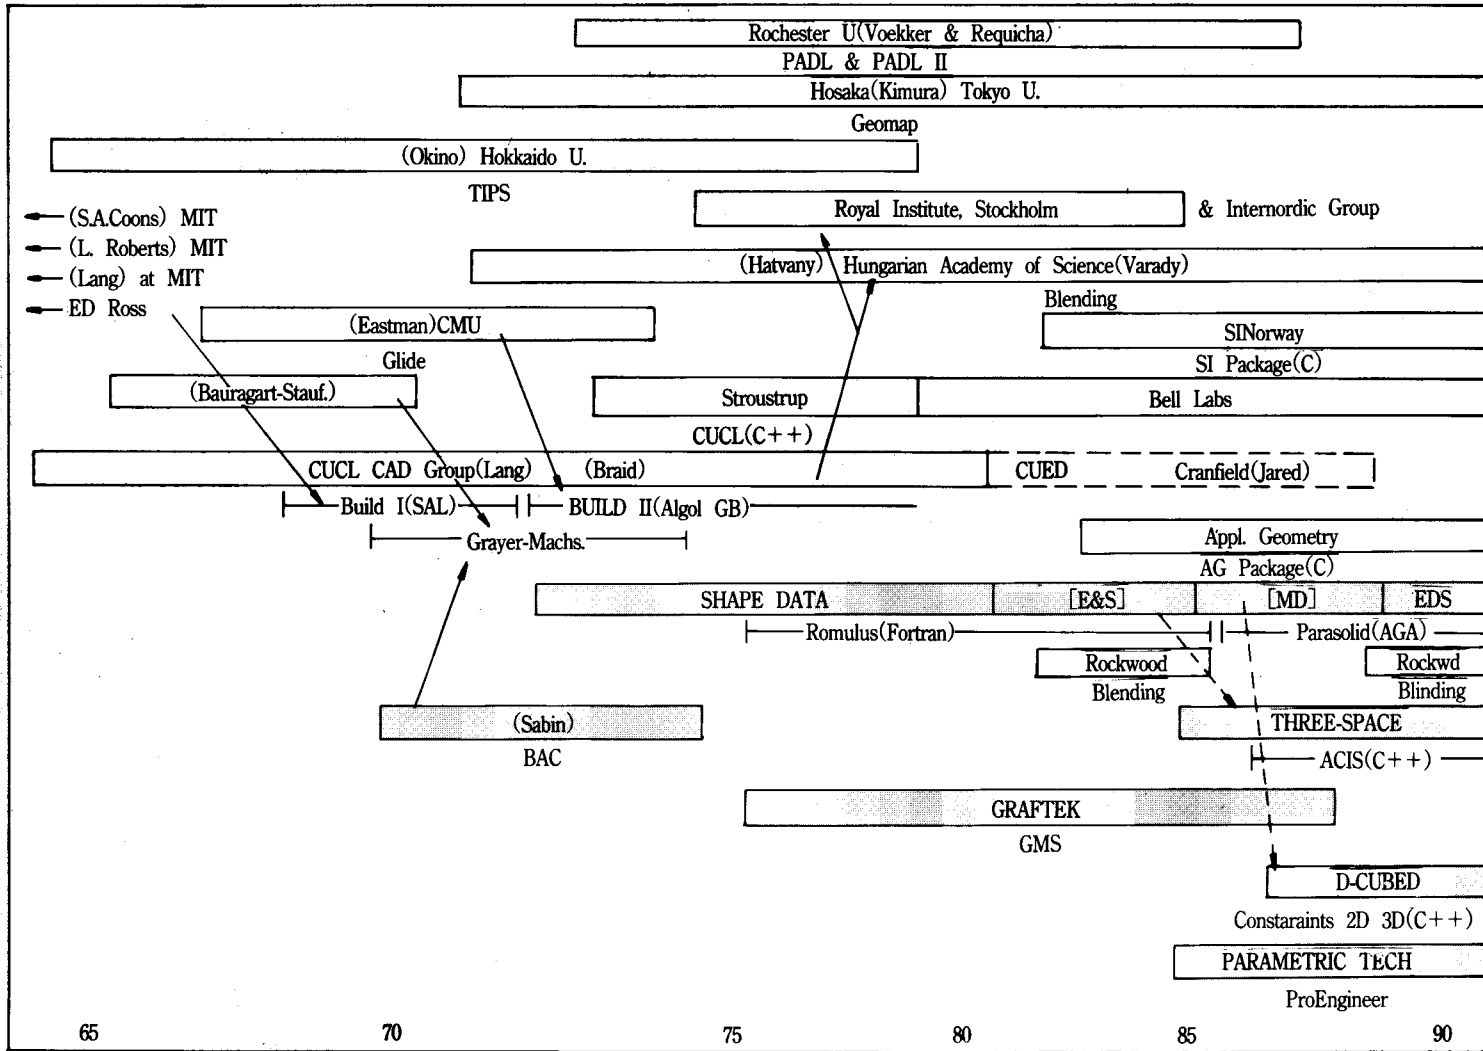 Rochester U(Voekker & Requicha)
PADL & PADL II
Hosaka(Kimura) Tokyo U.
Geomap
(Okino) Hokkaido U.
TIPS
Royal Institute, Stockholm
& Internordic Group
(S.A.Coons) MIT
(L. Roberts) MIT
(Lang) at MIT
ED Ross
(Hatvany) Hungarian Academy of Science(Varady)
Blending
(Eastman)CMU
Glide
SINorway
SI Package(C)
(Bauragart-Stauf.)
Stroustrup
Bell Labs
CUCL(C++)
CUCL CAD Group(Lang) (Braid)
CUED Cranfield(Jared)
Build I(SAL)
BUILD II(Algol GB)
Grayer-Machs.
Appl. Geometry
AG Package(C)
SHAPE DATA
[E&S]
[MD]
EDS
Romulus(Fortran)
Parasolid(AGA)
Rockwood
Blending
Rockwd
Blinding
(Sabin)
BAC
THREE-SPACE
ACIS(C++)
GRAFTEK
GMS
D-CUBED
Constaraints 2D 3D(C++)
PARAMETRIC TECH
ProEngineer
65 70 75 80 85 90